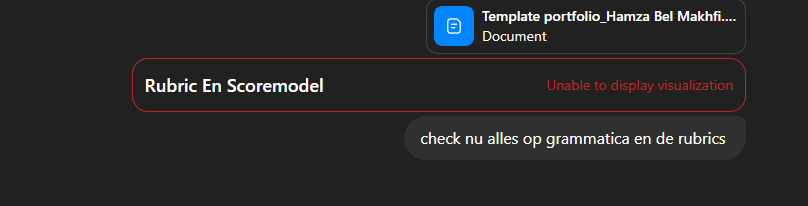 Template portfolio_Hamza Bel Makhfi....
Document
Rubric En Scoremodel
Unable to display visualization
check nu alles op grammatica en de rubrics